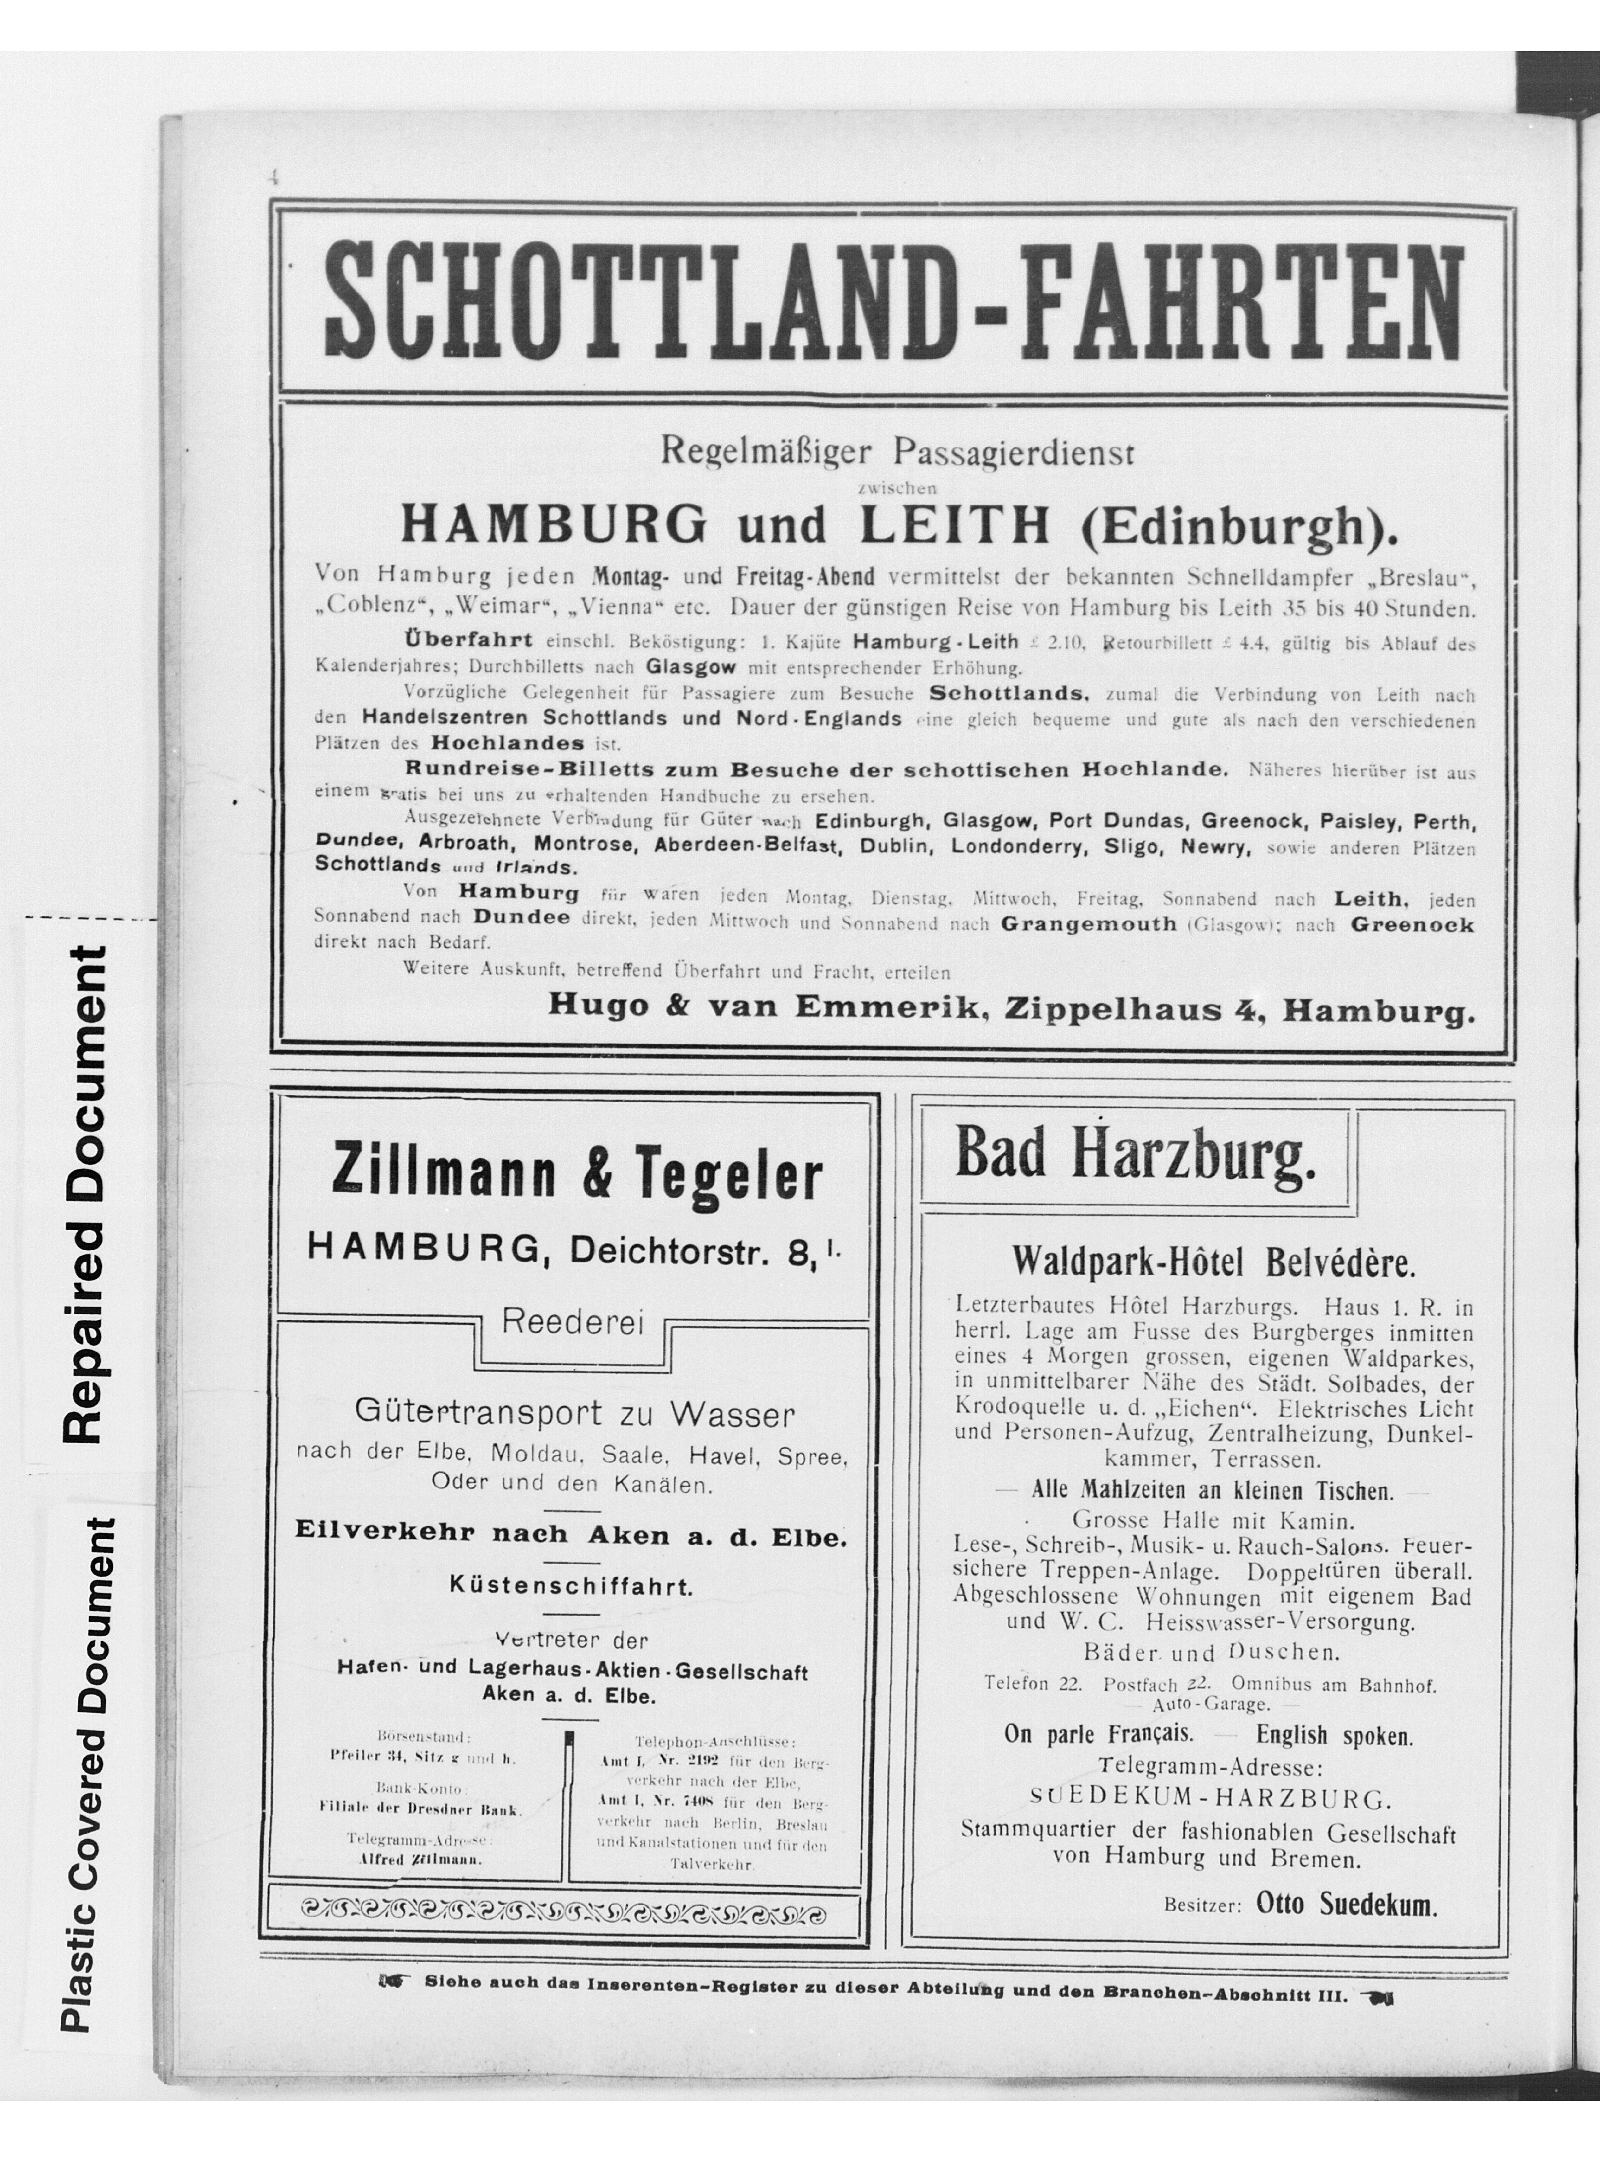 4
SCHOTTLAND-FAHRTEN
Regelmäßiger Passagierdienst
zwischen
HAMBURG und LEITH (Edinburgh).
Von Hamburg jeden Montag- und Freitag-Abend vermittelst der bekannten Schnelldampfer „Breslau“,
„Coblenz“, „Weimar“, „Vienna“ etc. Dauer der günstigen Reise von Hamburg bis Leith 35 bis 40 Stunden.
Überfahrt einschl. Beköstigung: 1. Kajüte Hamburg-Leith £ 2.10, Retourbillett £ 4.4, gültig bis Ablauf des
Kalenderjahres; Durchbilletts nach Glasgow mit entsprechender Erhöhung.
Vorzügliche Gelegenheit für Passagiere zum Besuche Schottlands, zumal die Verbindung von Leith nach
den Handelszentren Schottlands und Nord-Englands eine gleich bequeme und gute als nach den verschiedenen
Plätzen des Hochlandes ist.
Rundreise-Billetts zum Besuche der schottischen Hochlande. Näheres hierüber ist aus
einem gratis bei uns zu erhaltenden Handbuche zu ersehen.
Ausgezeichnete Verbindung für Güter nach Edinburgh, Glasgow, Port Dundas, Greenock, Paisley, Perth,
Dundee, Arbroath, Montrose, Aberdeen-Belfast, Dublin, Londonderry, Sligo, Newry, sowie anderen Plätzen
Schottlands und Irlands.
Von Hamburg für waren jeden Montag, Dienstag, Mittwoch, Freitag, Sonnabend nach Leith, jeden
Sonnabend nach Dundee direkt, jeden Mittwoch und Sonnabend nach Grangemouth (Glasgow); nach Greenock
direkt nach Bedarf.
Weitere Auskunft, betreffend Überfahrt und Fracht, erteilen
Hugo & van Emmerik, Zippelhaus 4, Hamburg.
Zillmann & Tegeler
HAMBURG, Deichtorstr. 8, I.
Reederei
Gütertransport zu Wasser
nach der Elbe, Moldau, Saale, Havel, Spree,
Oder und den Kanälen.
Eilverkehr nach Aken a. d. Elbe.
Küstenschiffahrt.
Vertreter der
Hafen- und Lagerhaus-Aktien-Gesellschaft
Aken a. d. Elbe.
Börsenstand:
Pfeiler 34, Sitz g und h.
Bank-Konto:
Filiale der Dresdner Bank.
Telegramm-Adresse:
Alfred Zillmann.
Telephon-Anschlüsse:
Amt I, Nr. 2192 für den Berg-
verkehr nach der Elbe,
Amt I, Nr. 7408 für den Berg-
verkehr nach Berlin, Breslau
und Kanalstationen und für den
Talverkehr.
Bad Harzburg.
Waldpark-Hôtel Belvédère.
Letzterbautes Hôtel Harzburgs. Haus 1. R. in
herrl. Lage am Fusse des Burgberges inmitten
eines 4 Morgen grossen, eigenen Waldparkes,
in unmittelbarer Nähe des Städt. Solbades, der
Krodoquelle u. d. „Eichen“. Elektrisches Licht
und Personen-Aufzug, Zentralheizung, Dunkel-
kammer, Terrassen.
— Alle Mahlzeiten an kleinen Tischen. —
Grosse Halle mit Kamin.
Lese-, Schreib-, Musik- u. Rauch-Salons. Feuer-
sichere Treppen-Anlage. Doppeltüren überall.
Abgeschlossene Wohnungen mit eigenem Bad
und W. C. Heisswasser-Versorgung.
Bäder und Duschen.
Telefon 22. Postfach 22. Omnibus am Bahnhof.
— Auto-Garage. —
On parle Français. — English spoken.
Telegramm-Adresse:
SUEDEKUM-HARZBURG.
Stammquartier der fashionablen Gesellschaft
von Hamburg und Bremen.
Besitzer: Otto Suedekum.
Siehe auch das Inserenten-Register zu dieser Abteilung und den Branchen-Abschnitt III.
Repaired Document
Plastic Covered Document